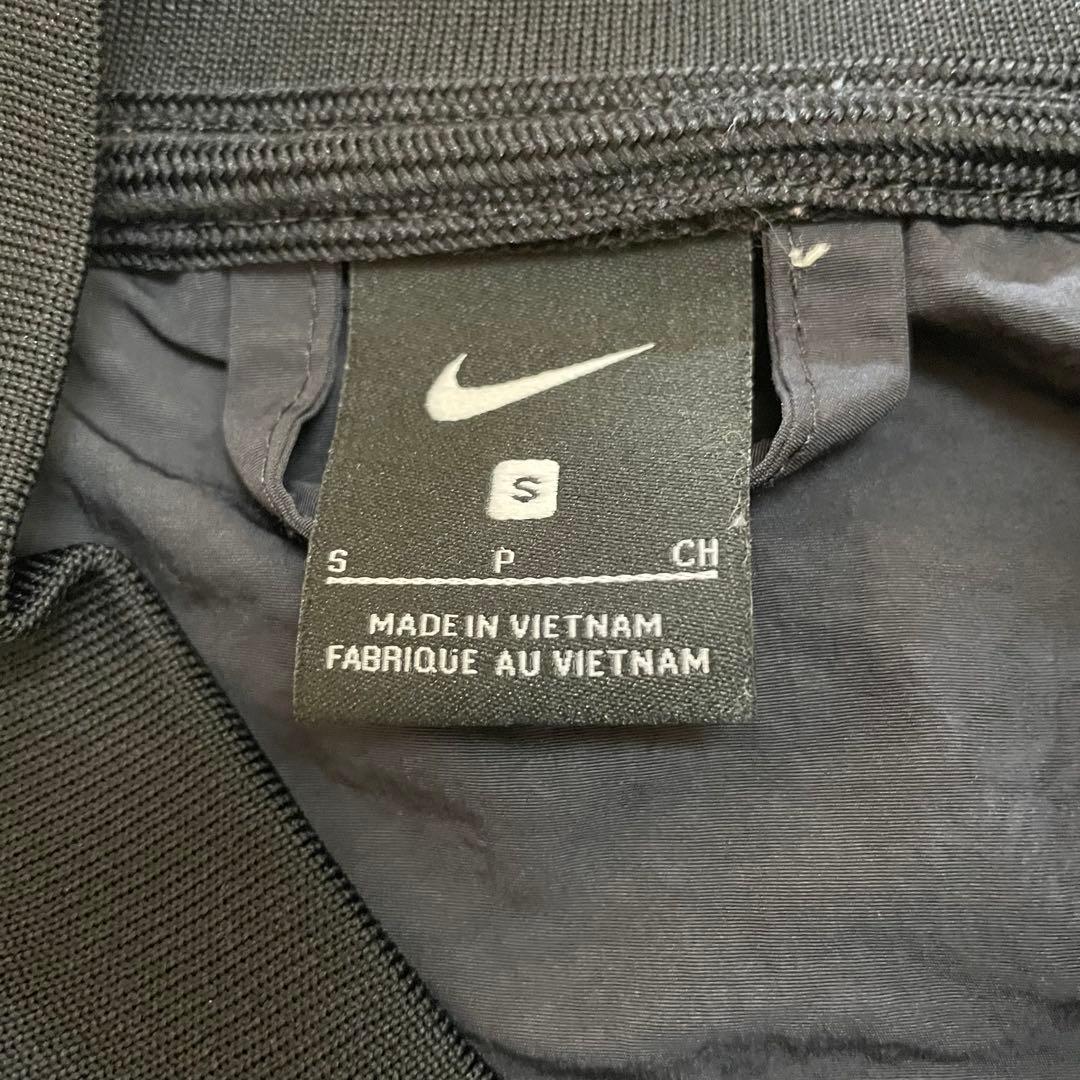 S
S P CH
MADE IN VIETNAM
FABRIQUE AU VIETNAM